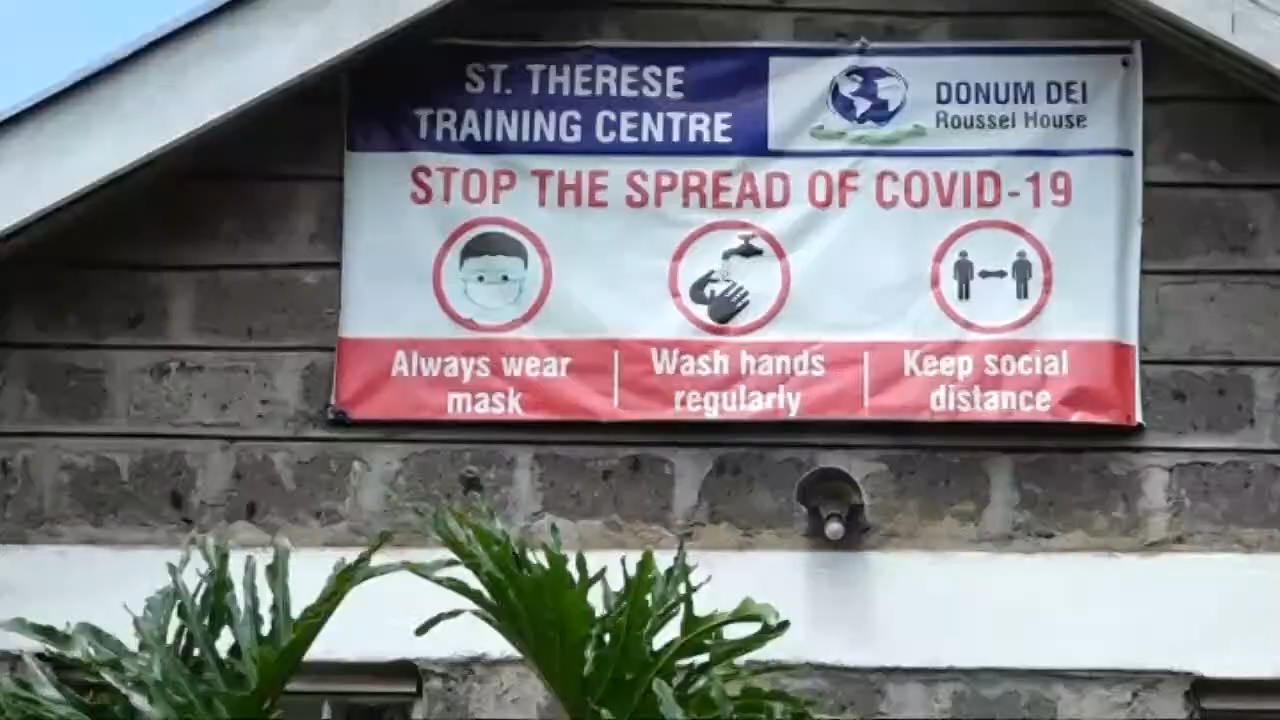 ST. THERESE
TRAINING CENTRE
DONUM DEI
Roussel House
STOP THE SPREAD OF COVID-19
Always wear
mask
Wash hands
regularly
Keep social
distance